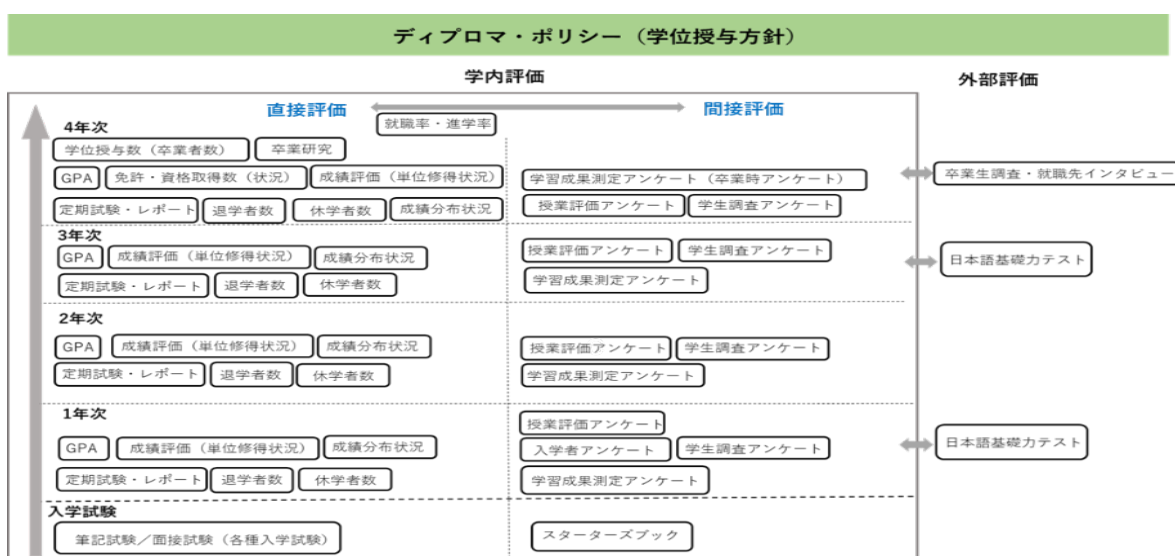 ディプロマ・ポリシー（学位授与方針）
学内評価
外部評価
直接評価
間接評価
就職率・進学率
4年次
学位授与数（卒業者数）
卒業研究
GPA
免許・資格取得数（状況）
成績評価（単位修得状況）
学習成果測定アンケート（卒業時アンケート）
卒業生調査・就職先インタビュー
定期試験・レポート
退学者数
休学者数
成績分布状況
授業評価アンケート
学生調査アンケート
3年次
GPA
成績評価（単位修得状況）
成績分布状況
授業評価アンケート
学生調査アンケート
日本語基礎力テスト
定期試験・レポート
退学者数
休学者数
学習成果測定アンケート
2年次
GPA
成績評価（単位修得状況）
成績分布状況
授業評価アンケート
学生調査アンケート
定期試験・レポート
退学者数
休学者数
学習成果測定アンケート
1年次
授業評価アンケート
GPA
成績評価（単位修得状況）
成績分布状況
入学者アンケート
学生調査アンケート
日本語基礎力テスト
定期試験・レポート
退学者数
休学者数
学習成果測定アンケート
入学試験
筆記試験／面接試験（各種入学試験）
スターターズブック